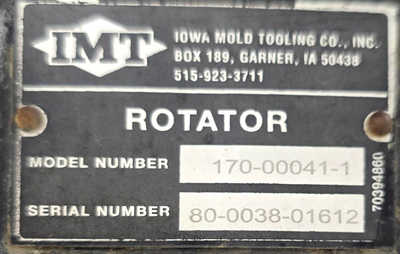 IMT
IOWA MOLD TOOLING CO., INC.
BOX 189, GARNER, IA 50438
515-923-3711
ROTATOR
MODEL NUMBER 170-00041-1
SERIAL NUMBER 80-0038-01612
70394860